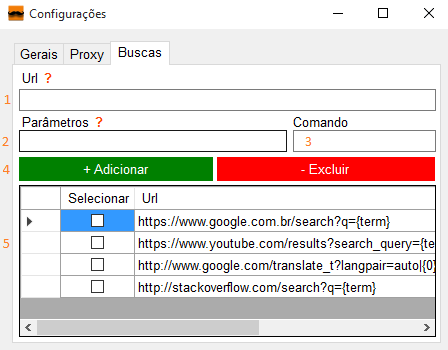 Configurações
Gerais Proxy Buscas
Url ?
1
Parâmetros ? Comando
2 3
4 + Adicionar - Excluir
Selecionar Url
https://www.google.com.br/search?q={term}
5 https://www.youtube.com/results?search_query={te
http://www.google.com/translate_t?langpair=auto|{0}
http://stackoverflow.com/search?q={term}